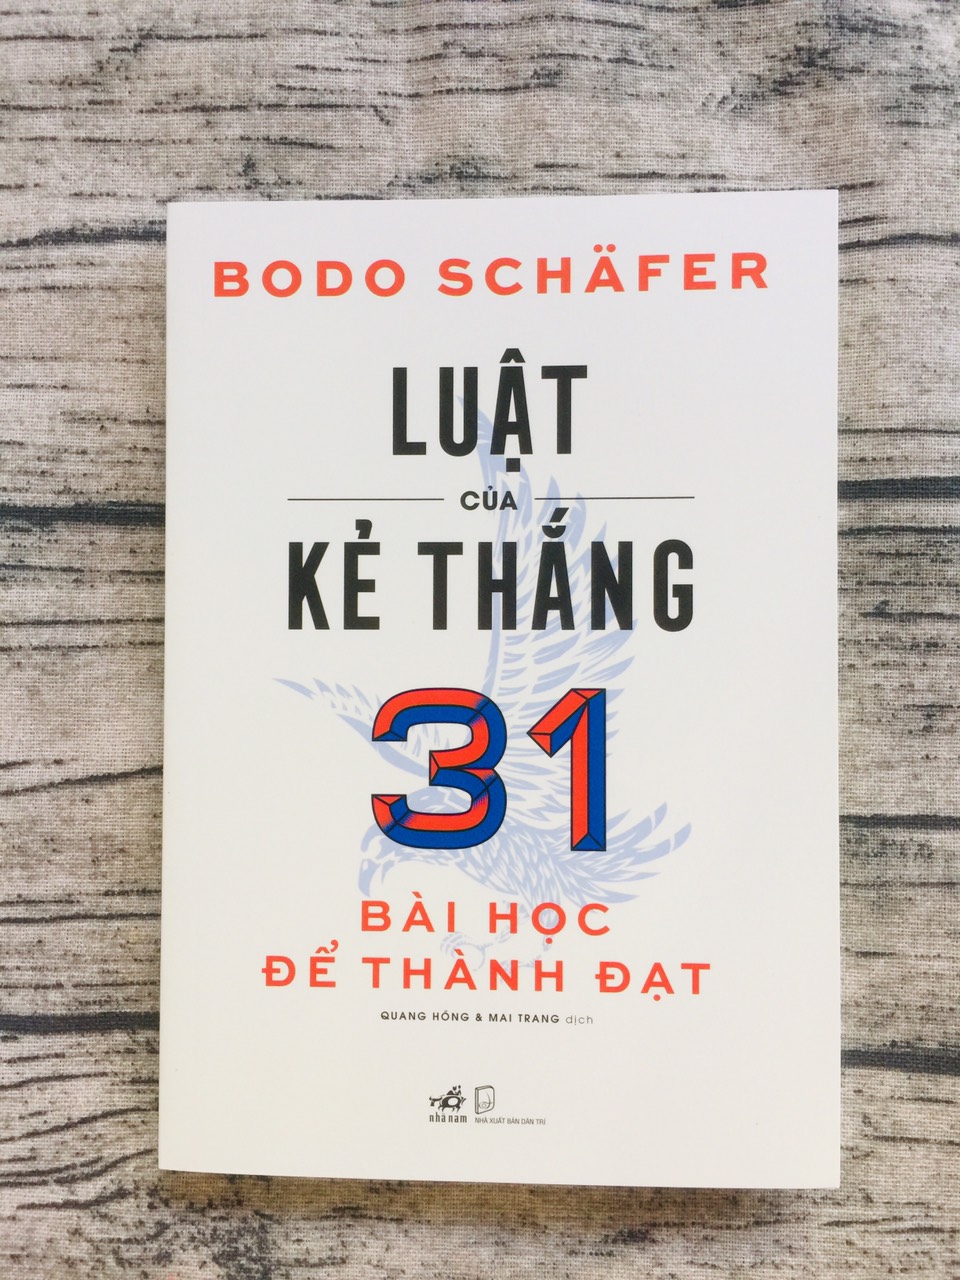 BODO SCHÄFER
LUẬT
CỦA
KẺ THẮNG
31
BÀI HỌC
ĐỂ THÀNH ĐẠT
QUANG HỒNG & MAI TRANG dịch
nhã nam
NHÀ XUẤT BẢN DÂN TRÍ